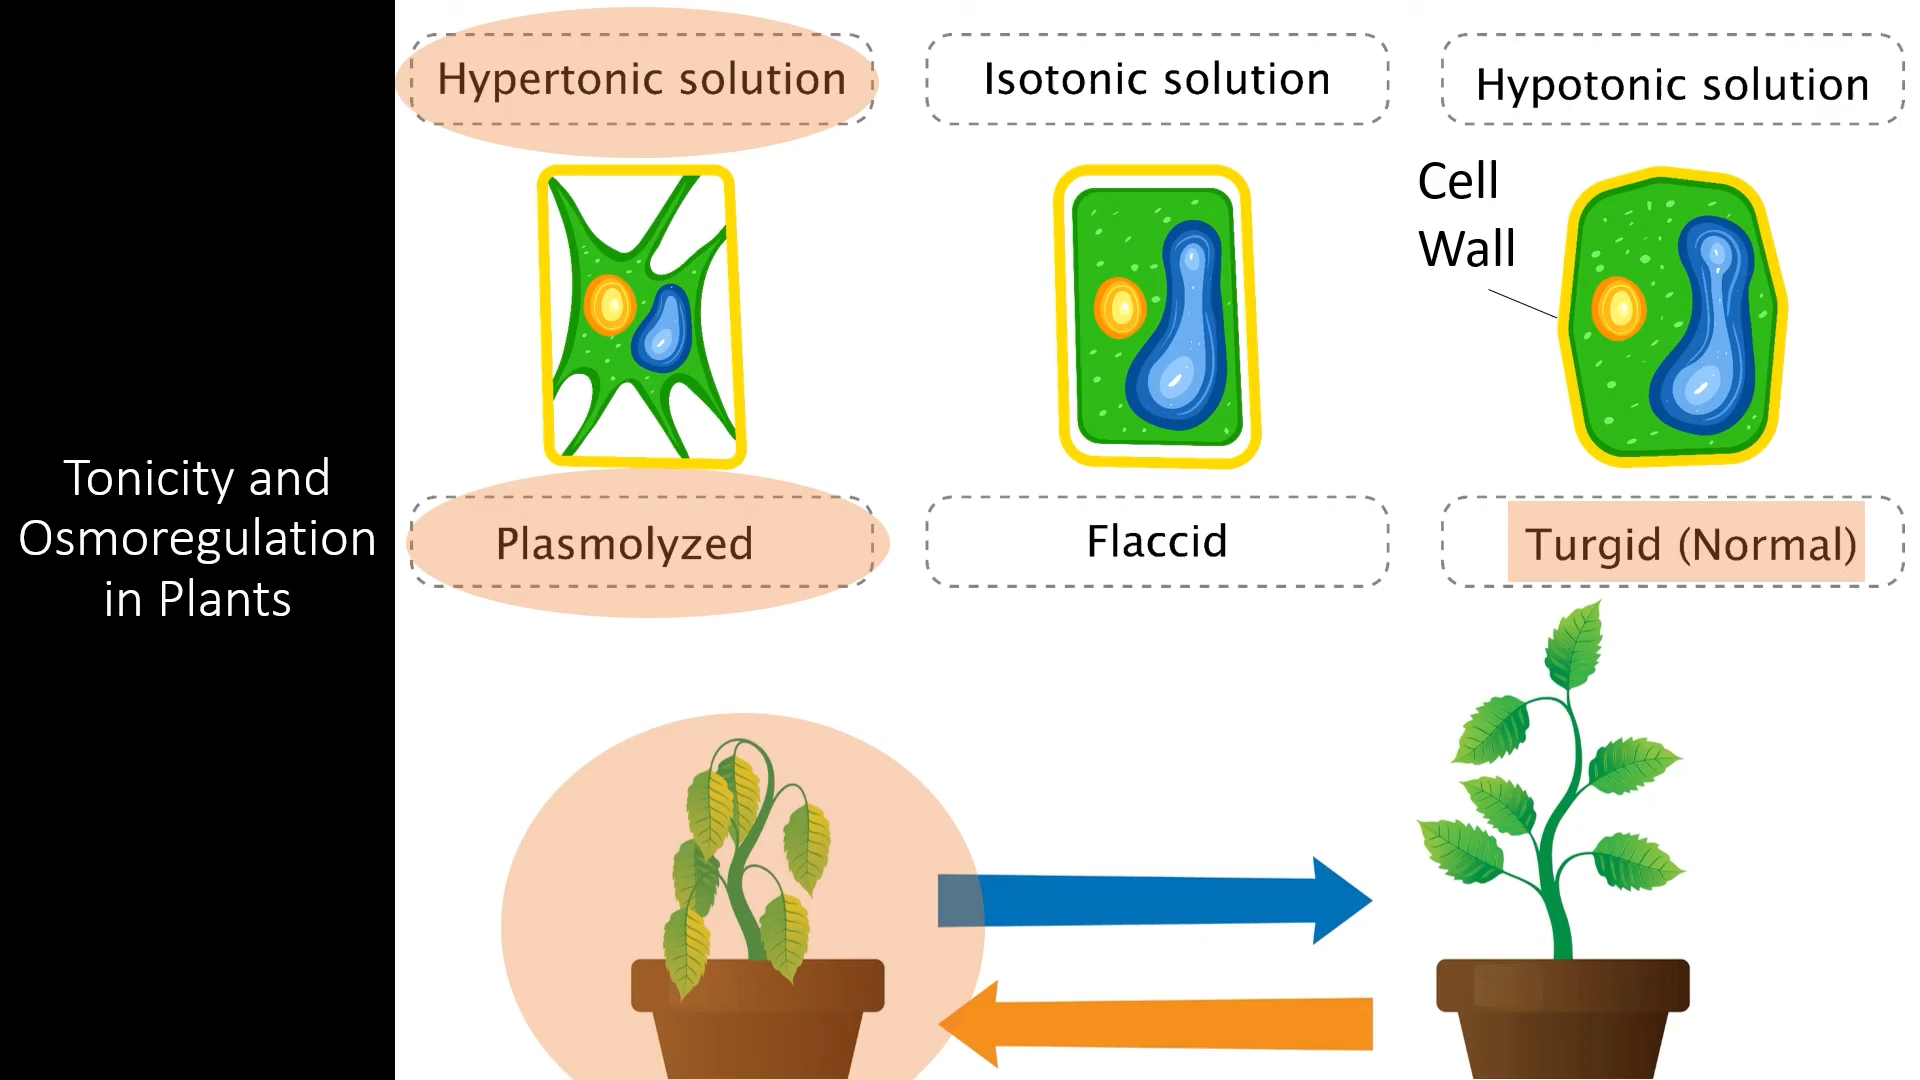 Tonicity and
Osmoregulation
in Plants
Hypertonic solution
Isotonic solution
Hypotonic solution
Cell
Wall
Plasmolyzed
Flaccid
Turgid (Normal)